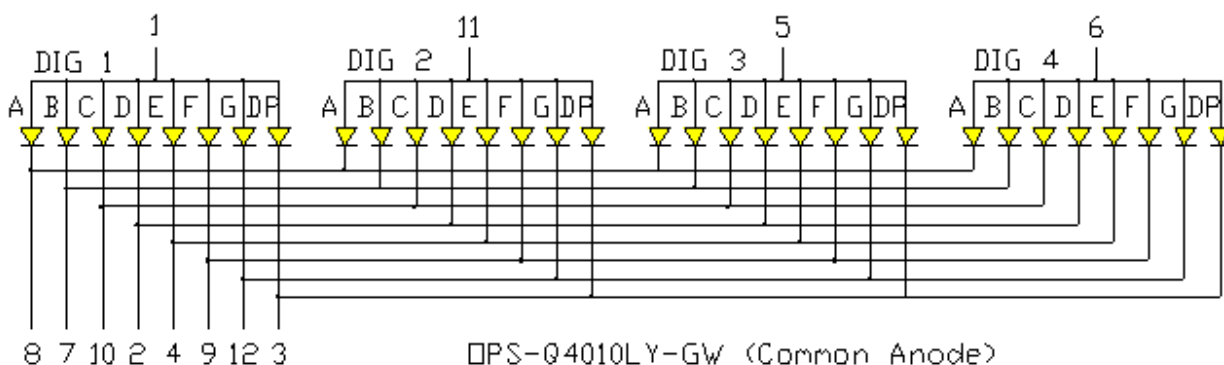 1 11 5 6
DIG 1 DIG 2 DIG 3 DIG 4
A B C D E F G DP A B C D E F G DP A B C D E F G DP A B C D E F G DP
8 7 10 2 4 9 12 3 OPS-Q4010LY-GW (Common Anode)